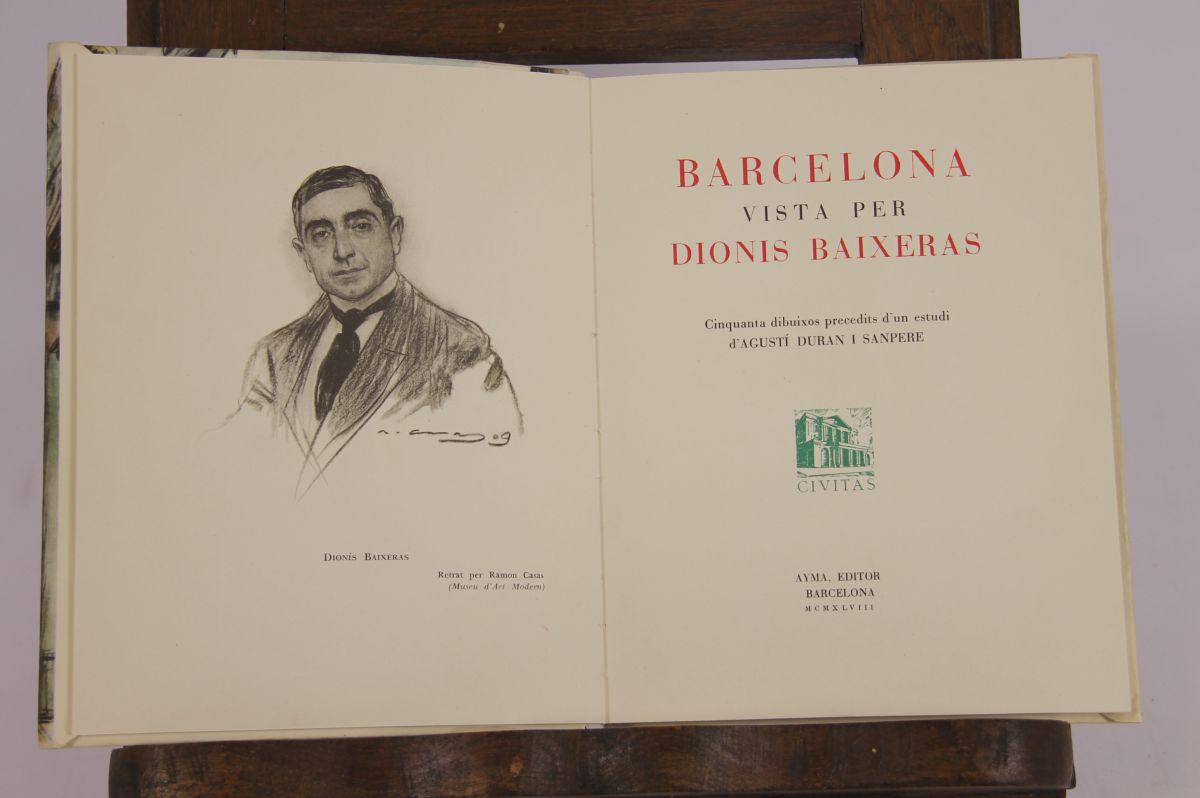 Dionís Baixeras
Retrat per Ramon Casas
(Museu d'Art Modern)
BARCELONA
VISTA PER
DIONIS BAIXERAS
Cinquanta dibuixos precedits d'un estudi
d'AGUSTÍ DURAN I SANPERE
CIVITAS
AYMA, EDITOR
BARCELONA
MCMXLVIII